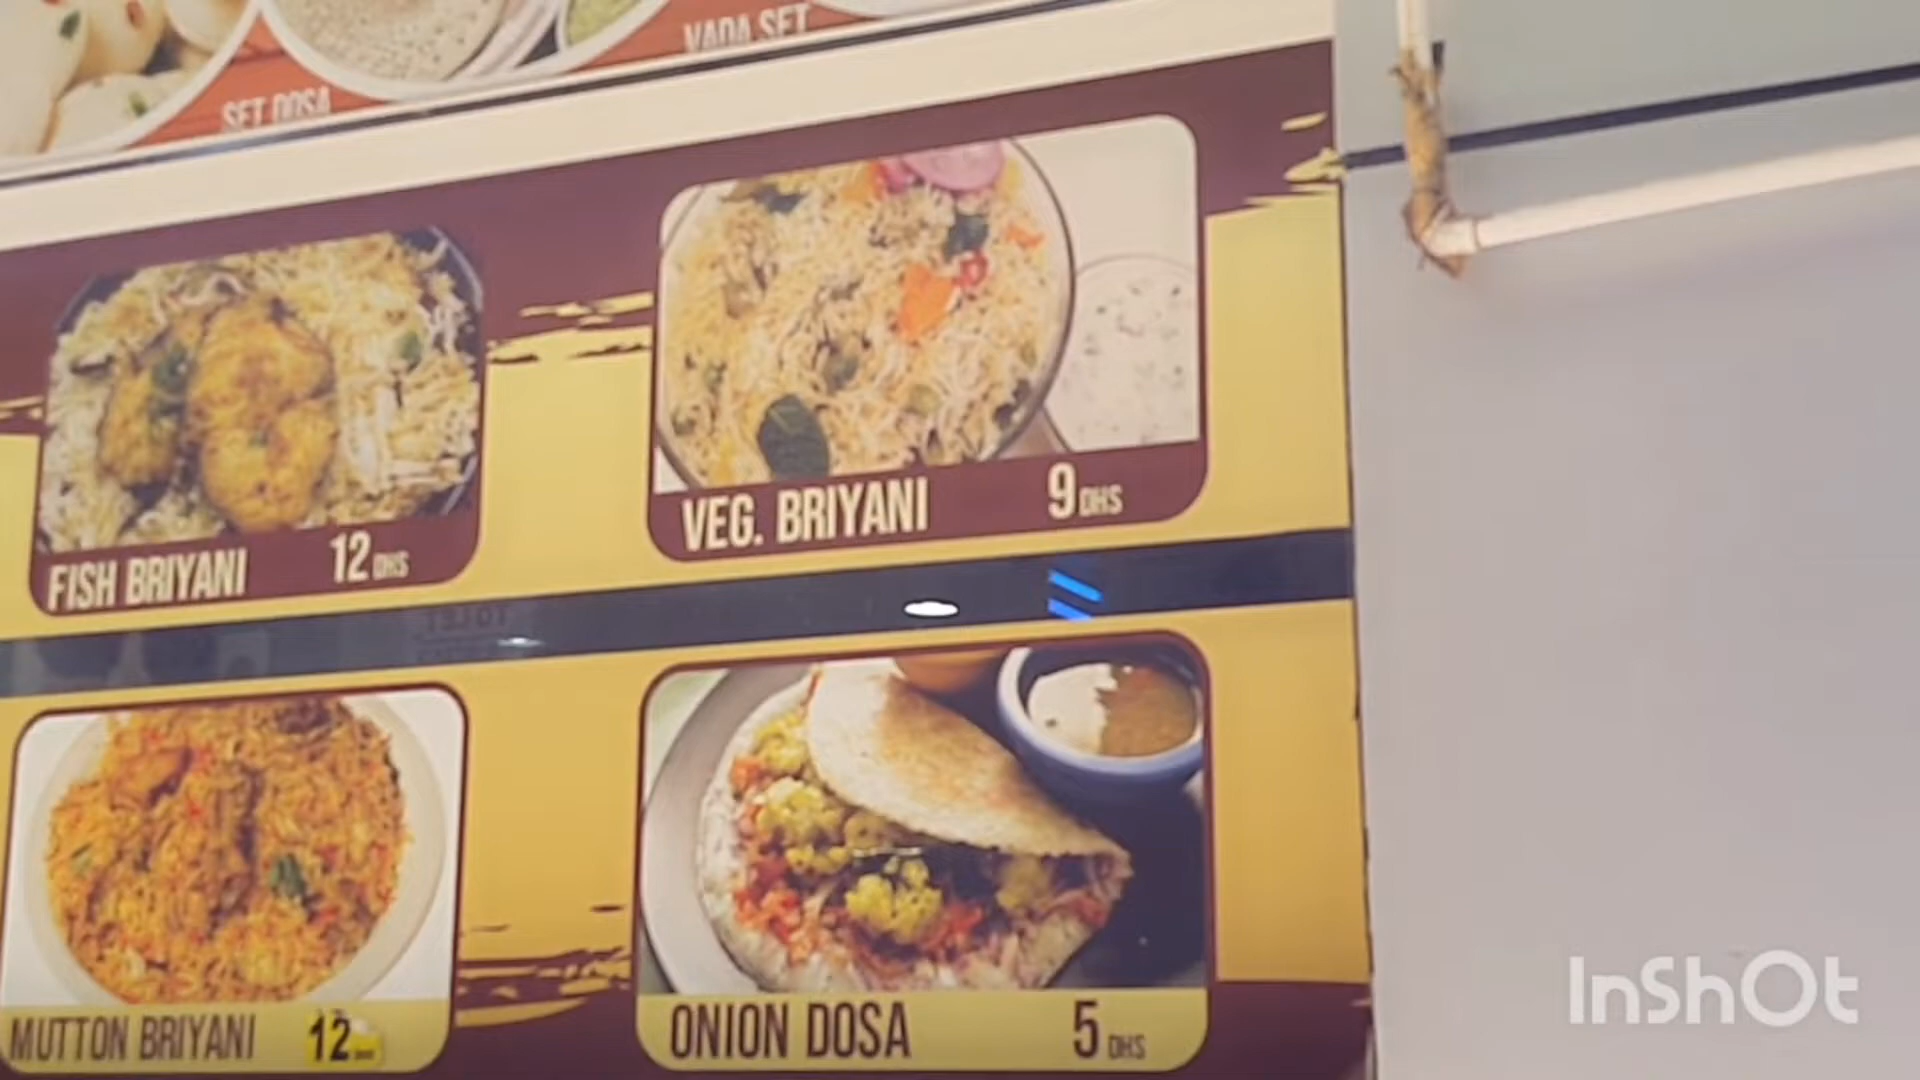 VADA SET
SET DOSA
FISH BRIYANI 12 DHS
VEG. BRIYANI 9 DHS
MUTTON BRIYANI 12
ONION DOSA 5 DHS
InShOt